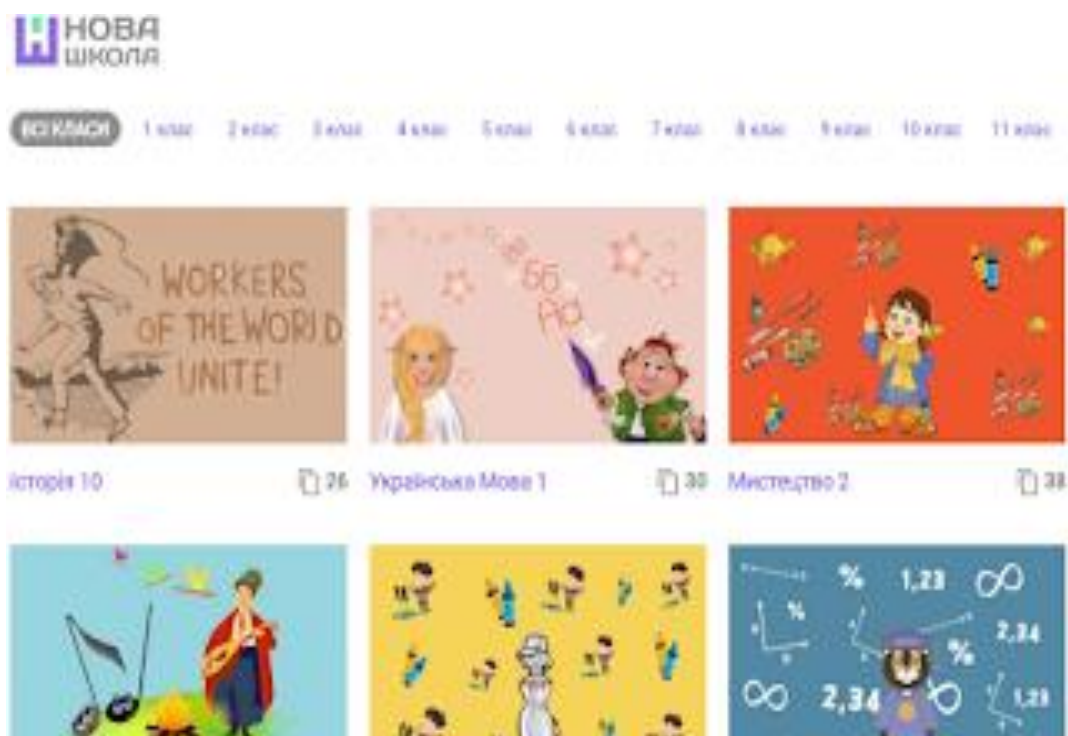 НОВА
ШКОЛА
ВСІ КЛАСИ 1 клас 2 клас 3 клас 4 клас 5 клас 6 клас 7 клас 8 клас 9 клас 10 клас 11 клас
WORKERS
OF THE WORLD
UNITE!
Історія 10 26
Українська Мова 1 30
Мистецтво 2 38
% 1,23 ∞
% 2,34
%
∞ 2,34 1,23